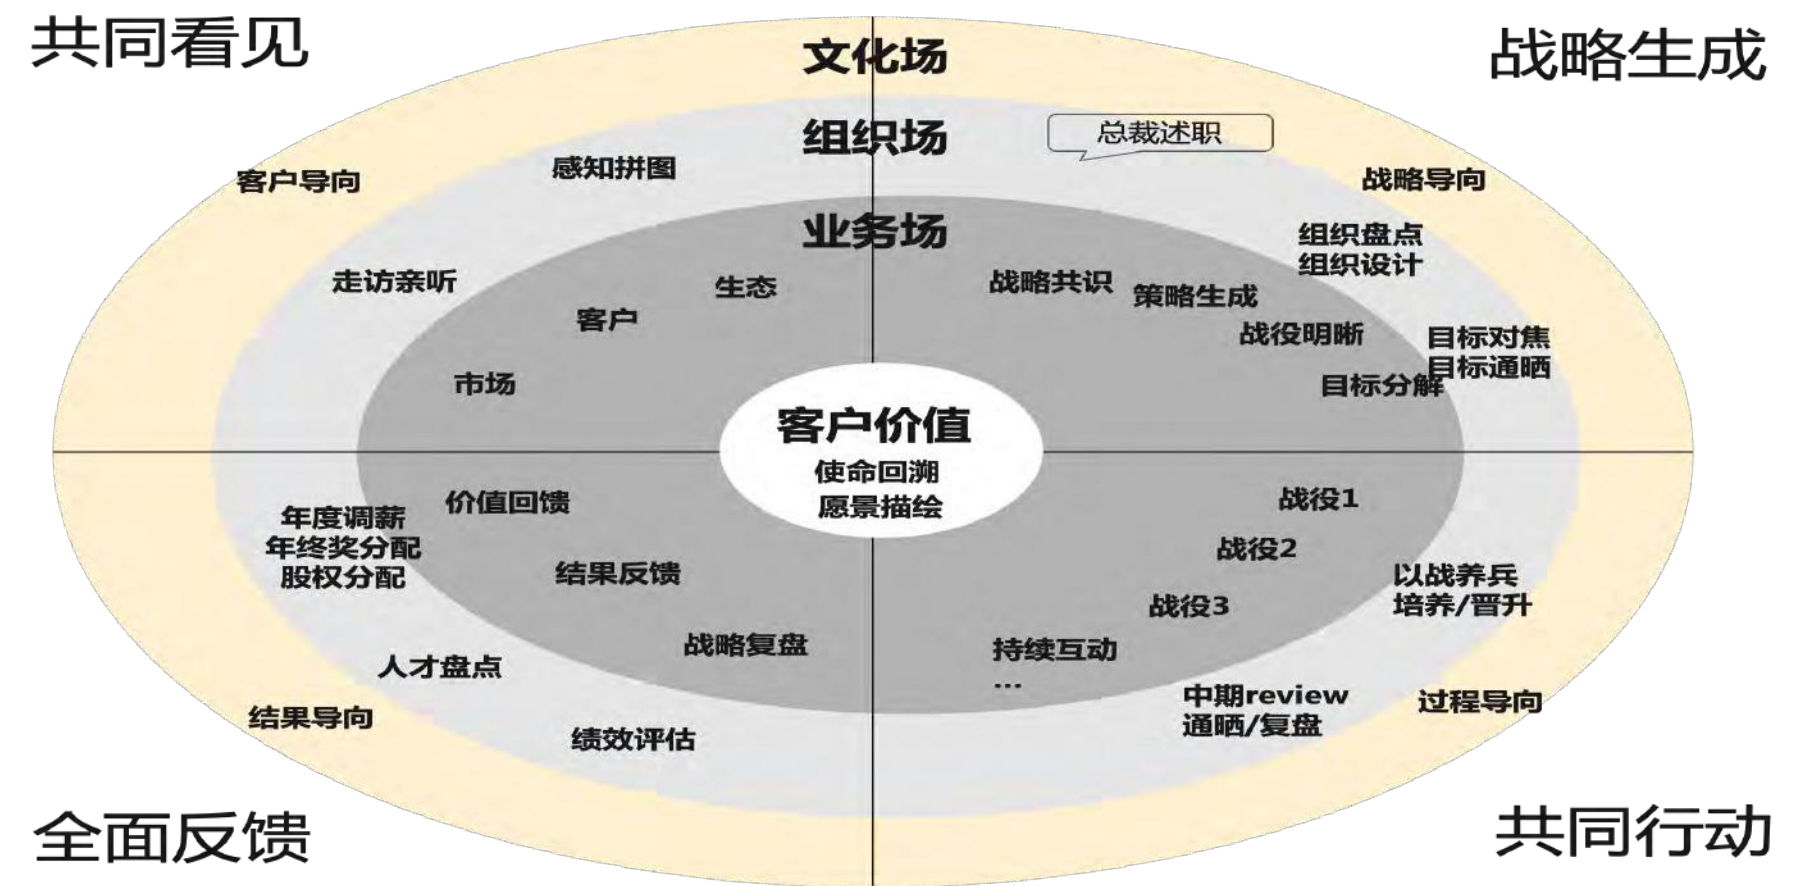 共同看见
战略生成
文化场
组织场
总裁述职
感知拼图
客户导向
战略导向
业务场
组织盘点
组织设计
走访亲听
生态
战略共识
策略生成
客户
战役明晰
目标对焦
目标通晒
市场
目标分解
客户价值
使命回溯
愿景描绘
价值回馈
战役1
年度调薪
年终奖分配
股权分配
战役2
结果反馈
以战养兵
培养/晋升
战役3
战略复盘
持续互动
...
人才盘点
中期review
通晒/复盘
过程导向
结果导向
绩效评估
全面反馈
共同行动